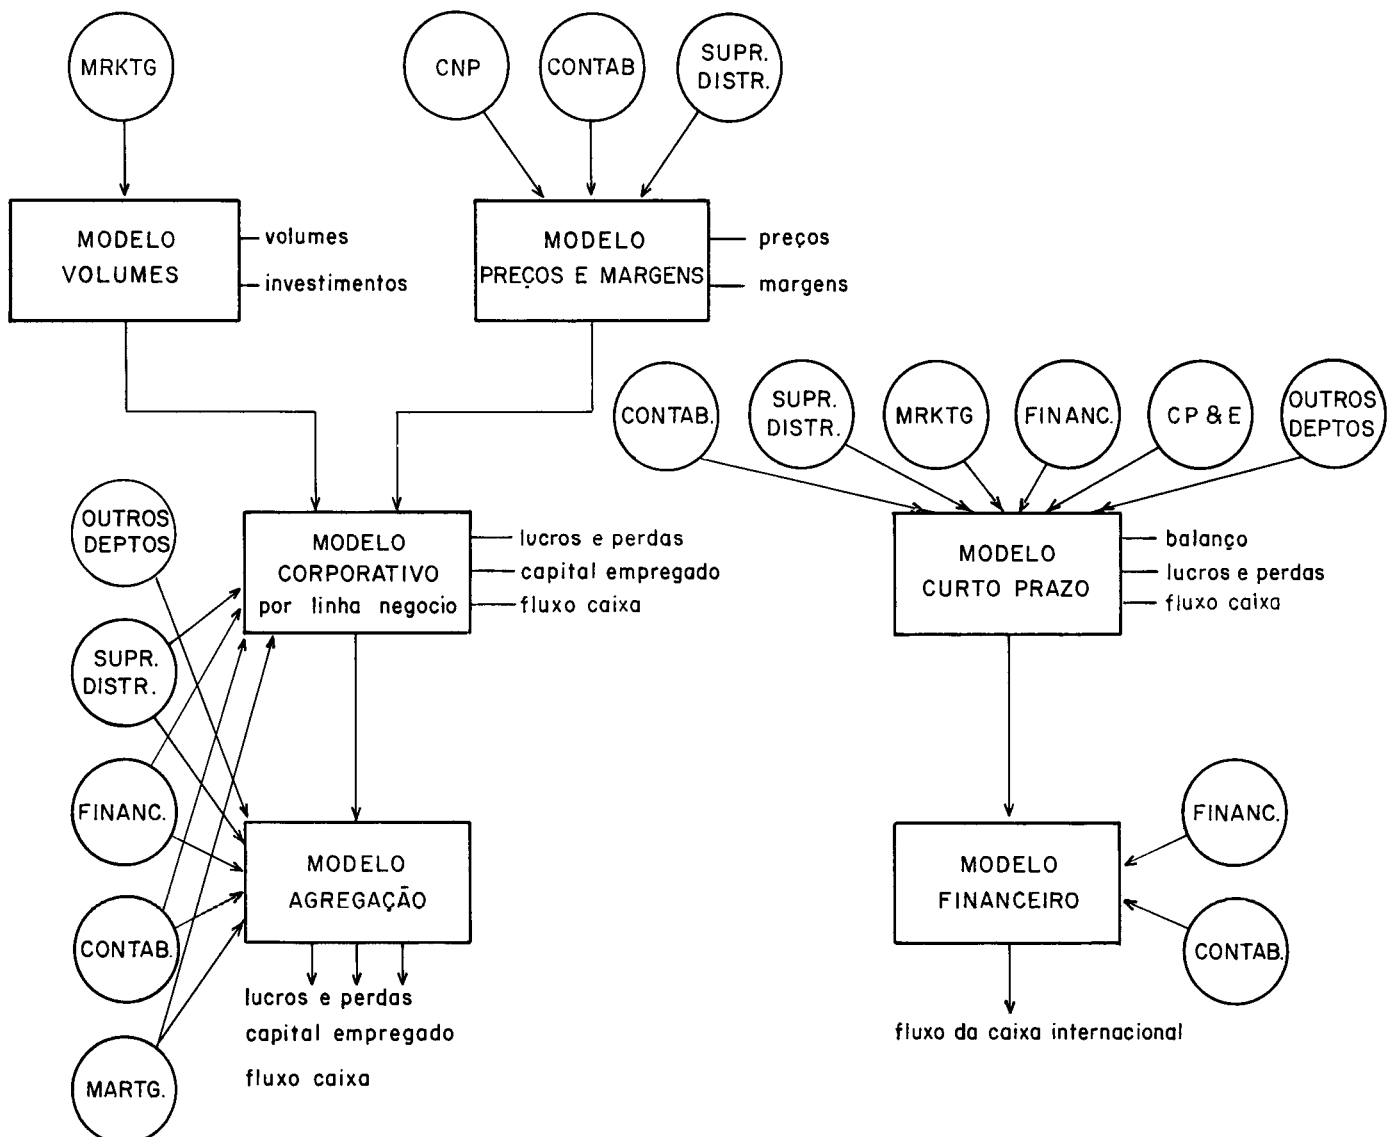 MRKTG
CNP
CONTAB
SUPR.
DISTR.
MODELO
VOLUMES
volumes
investimentos
MODELO
PREÇOS E MARGENS
preços
margens
CONTAB.
SUPR.
DISTR.
MRKTG
FINANC.
CP & E
OUTROS
DEPTOS
OUTROS
DEPTOS
SUPR.
DISTR.
FINANC.
CONTAB.
MARTG.
MODELO
CORPORATIVO
por linha negocio
lucros e perdas
capital empregado
fluxo caixa
MODELO
AGREGAÇÃO
lucros e perdas
capital empregado
fluxo caixa
MODELO
CURTO PRAZO
balanço
lucros e perdas
fluxo caixa
MODELO
FINANCEIRO
FINANC.
CONTAB.
fluxo da caixa internacional